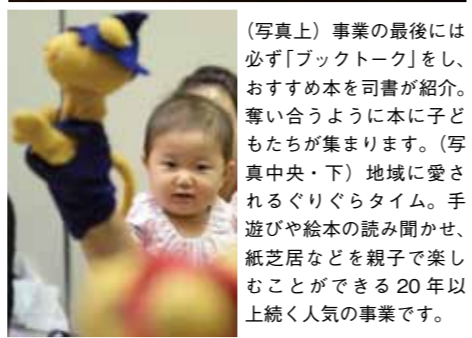 （写真上）事業の最後には
必ず「ブックトーク」をし、
おすすめ本を司書が紹介。
奪い合うように本に子ど
もたちが集まります。（写
真中央・下）地域に愛さ
れるぐりぐらタイム。手
遊びや絵本の読み聞かせ、
紙芝居などを親子で楽し
むことができる 20 年以
上続く人気の事業です。